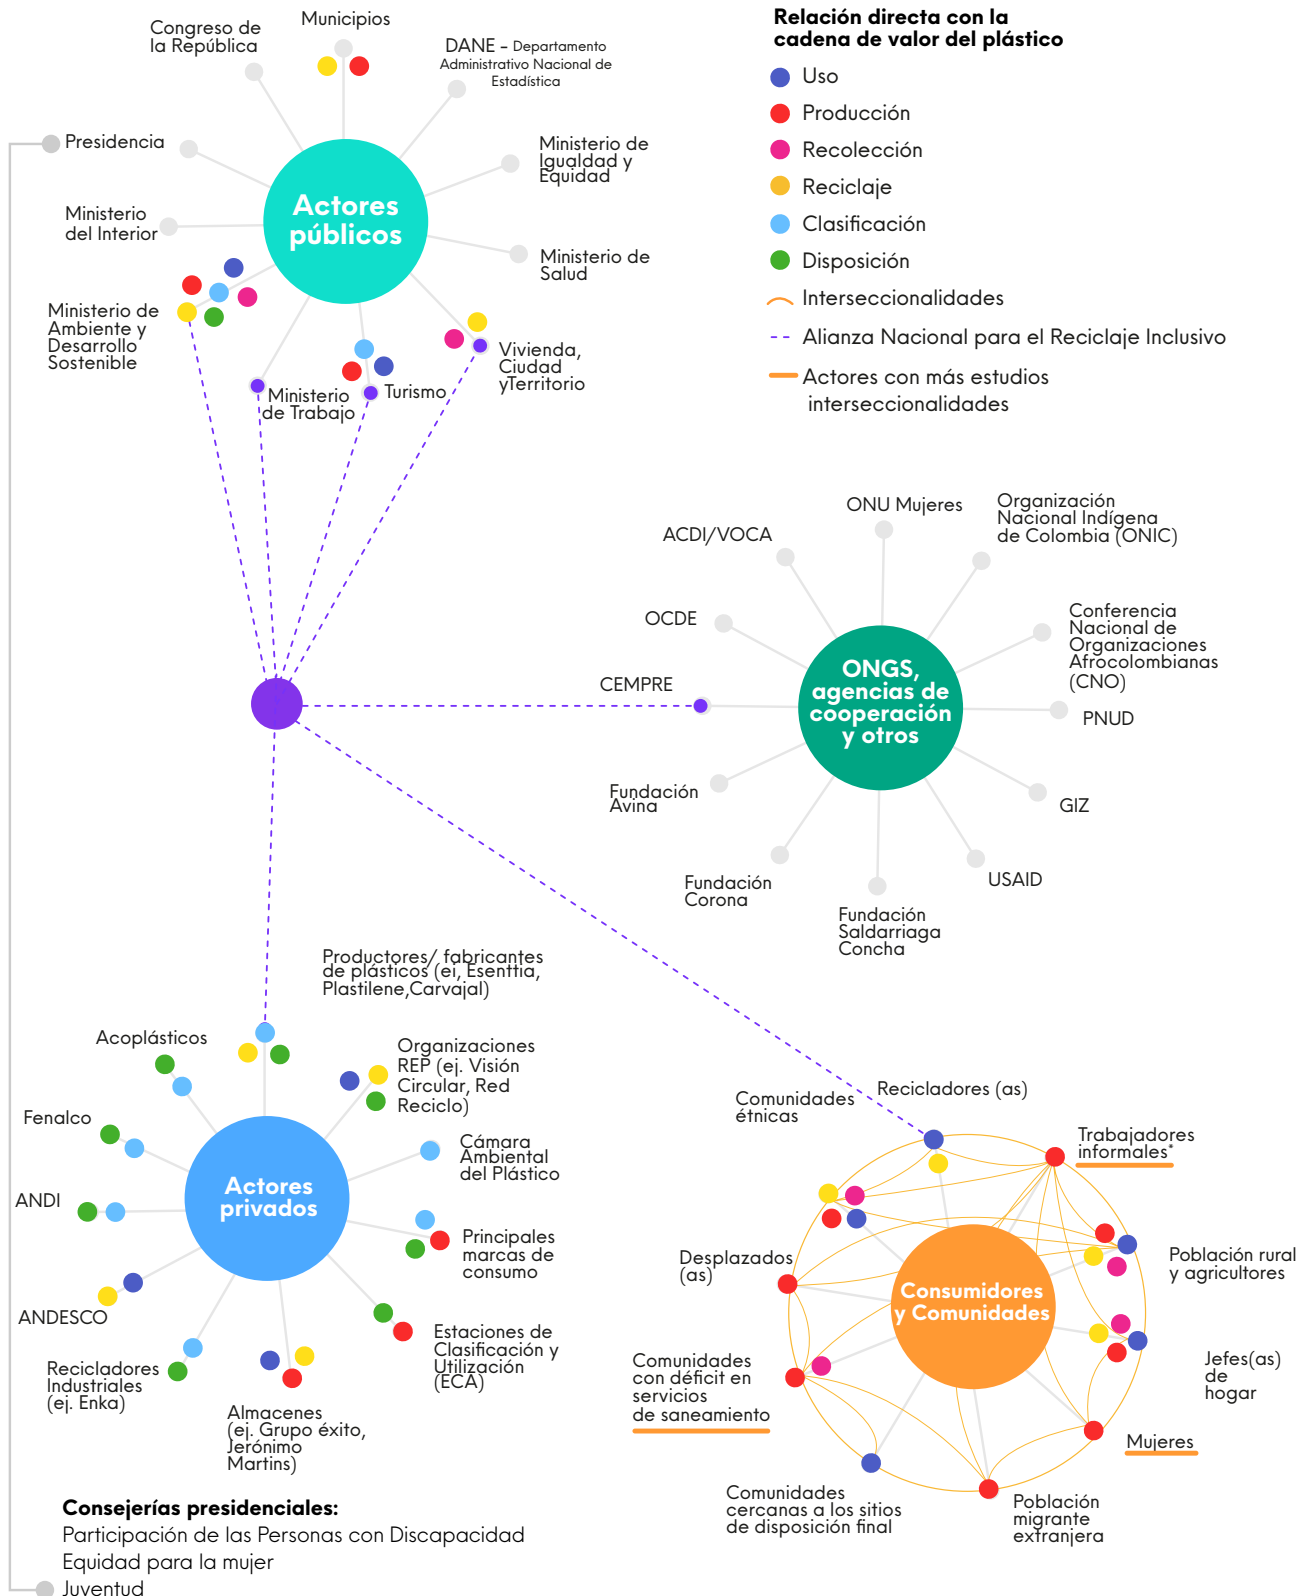 Congreso de
la República
Municipios
DANE - Departamento
Administrativo Nacional de
Estadística
Presidencia
Ministerio de
Igualdad y
Equidad
Actores
públicos
Ministerio
del Interior
Ministerio de
Salud
Ministerio de
Ambiente y
Desarrollo
Sostenible
Ministerio
de Trabajo
Turismo
Vivienda,
Ciudad
yTerritorio
Relación directa con la
cadena de valor del plástico
Uso
Producción
Recolección
Reciclaje
Clasificación
Disposición
Interseccionalidades
Alianza Nacional para el Reciclaje Inclusivo
Actores con más estudios
interseccionalidades
ONU Mujeres
Organización
Nacional Indígena
de Colombia (ONIC)
ACDI/VOCA
OCDE
Conferencia
Nacional de
Organizaciones
Afrocolombianas
(CNO)
CEMPRE
ONGS,
agencias de
cooperación
y otros
PNUD
Fundación
Avina
GIZ
Fundación
Corona
USAID
Fundación
Saldarriaga
Concha
Productores/ fabricantes
de plásticos (ej, Esenttia,
Plastilene,Carvajal)
Acoplásticos
Organizaciones
REP (ej. Visión
Circular, Red
Reciclo)
Fenalco
Cámara
Ambiental
del Plástico
ANDI
Actores
privados
Principales
marcas de
consumo
ANDESCO
Estaciones de
Clasificación y
Utilización
(ECA)
Recicladores
Industriales
(ej. Enka)
Almacenes
(ej. Grupo éxito,
Jerónimo
Martins)
Comunidades
étnicas
Recicladores (as)
Trabajadores
informales*
Desplazados
(as)
Población rural
y agricultores
Consumidores
y Comunidades
Comunidades
con déficit en
servicios
de saneamiento
Jefes(as)
de
hogar
Mujeres
Comunidades
cercanas a los sitios
de disposición final
Población
migrante
extranjera
Consejerías presidenciales:
Participación de las Personas con Discapacidad
Equidad para la mujer
Juventud